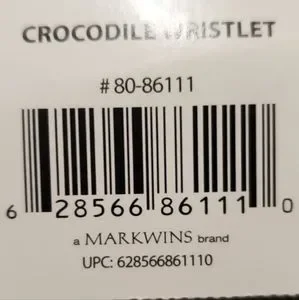 CROCODILE WRISTLET
# 80-86111
6 28566 86111 0
a MARKWINS brand
UPC: 628566861110